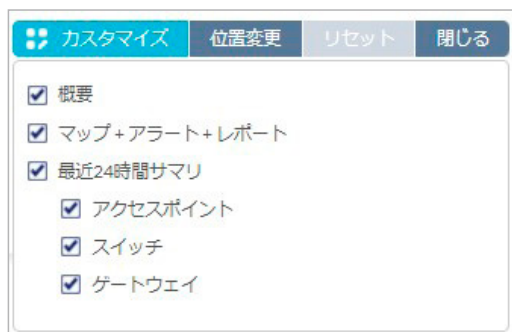 カスタマイズ 位置変更 リセット 閉じる
概要
マップ+アラート+レポート
最近24時間サマリ
アクセスポイント
スイッチ
ゲートウェイ